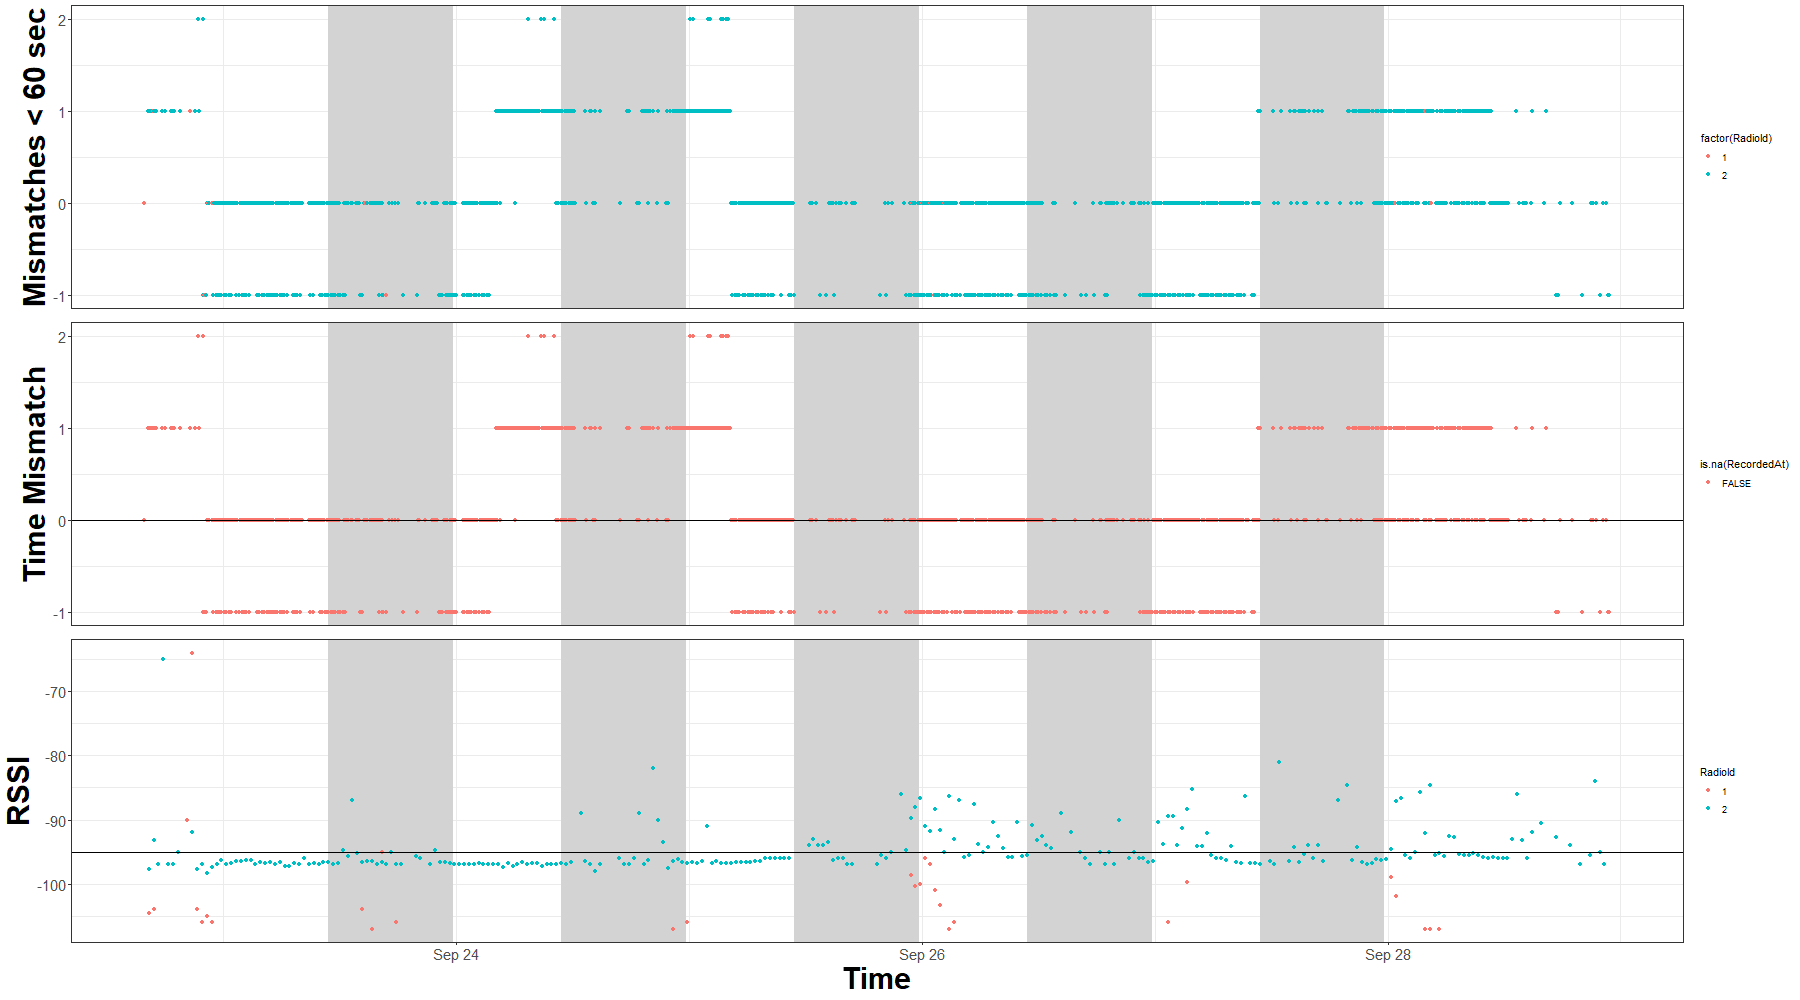 Mismatches < 60 sec
2
1
0
-1
factor(RadioId)
1
2
Time Mismatch
2
1
0
-1
is.na(RecordedAt)
FALSE
RSSI
-70
-80
-90
-100
RadioId
1
2
Sep 24
Sep 26
Sep 28
Time